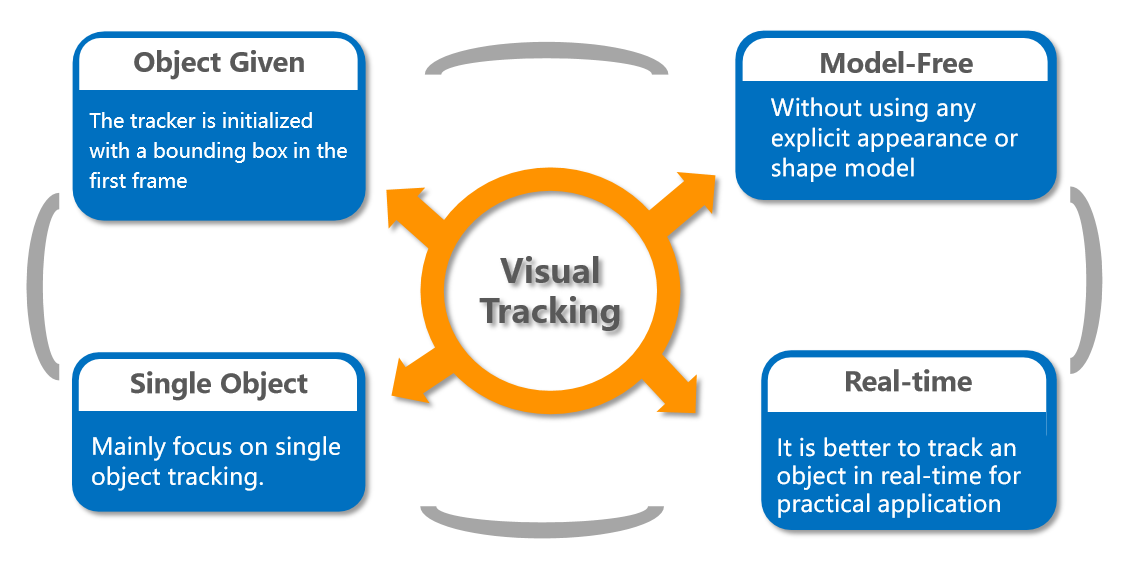 Object Given
The tracker is initialized
with a bounding box in the
first frame
Model-Free
Without using any
explicit appearance or
shape model
Visual
Tracking
Single Object
Mainly focus on single
object tracking.
Real-time
It is better to track an
object in real-time for
practical application